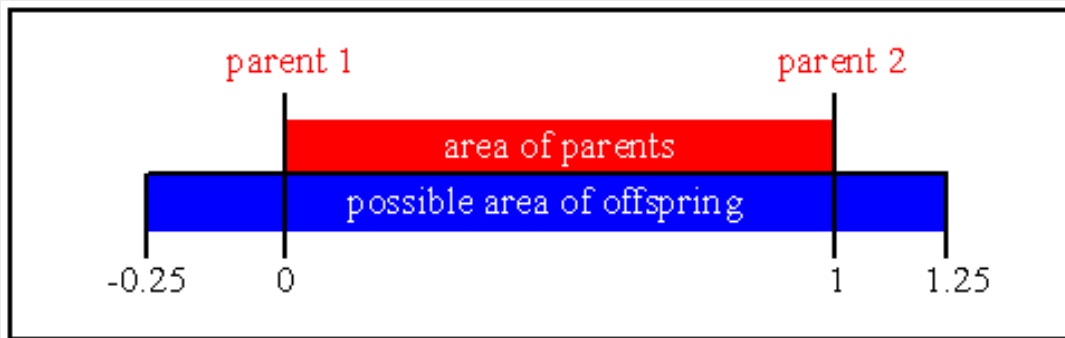 parent 1 parent 2
area of parents
possible area of offspring
-0.25 0 1 1.25